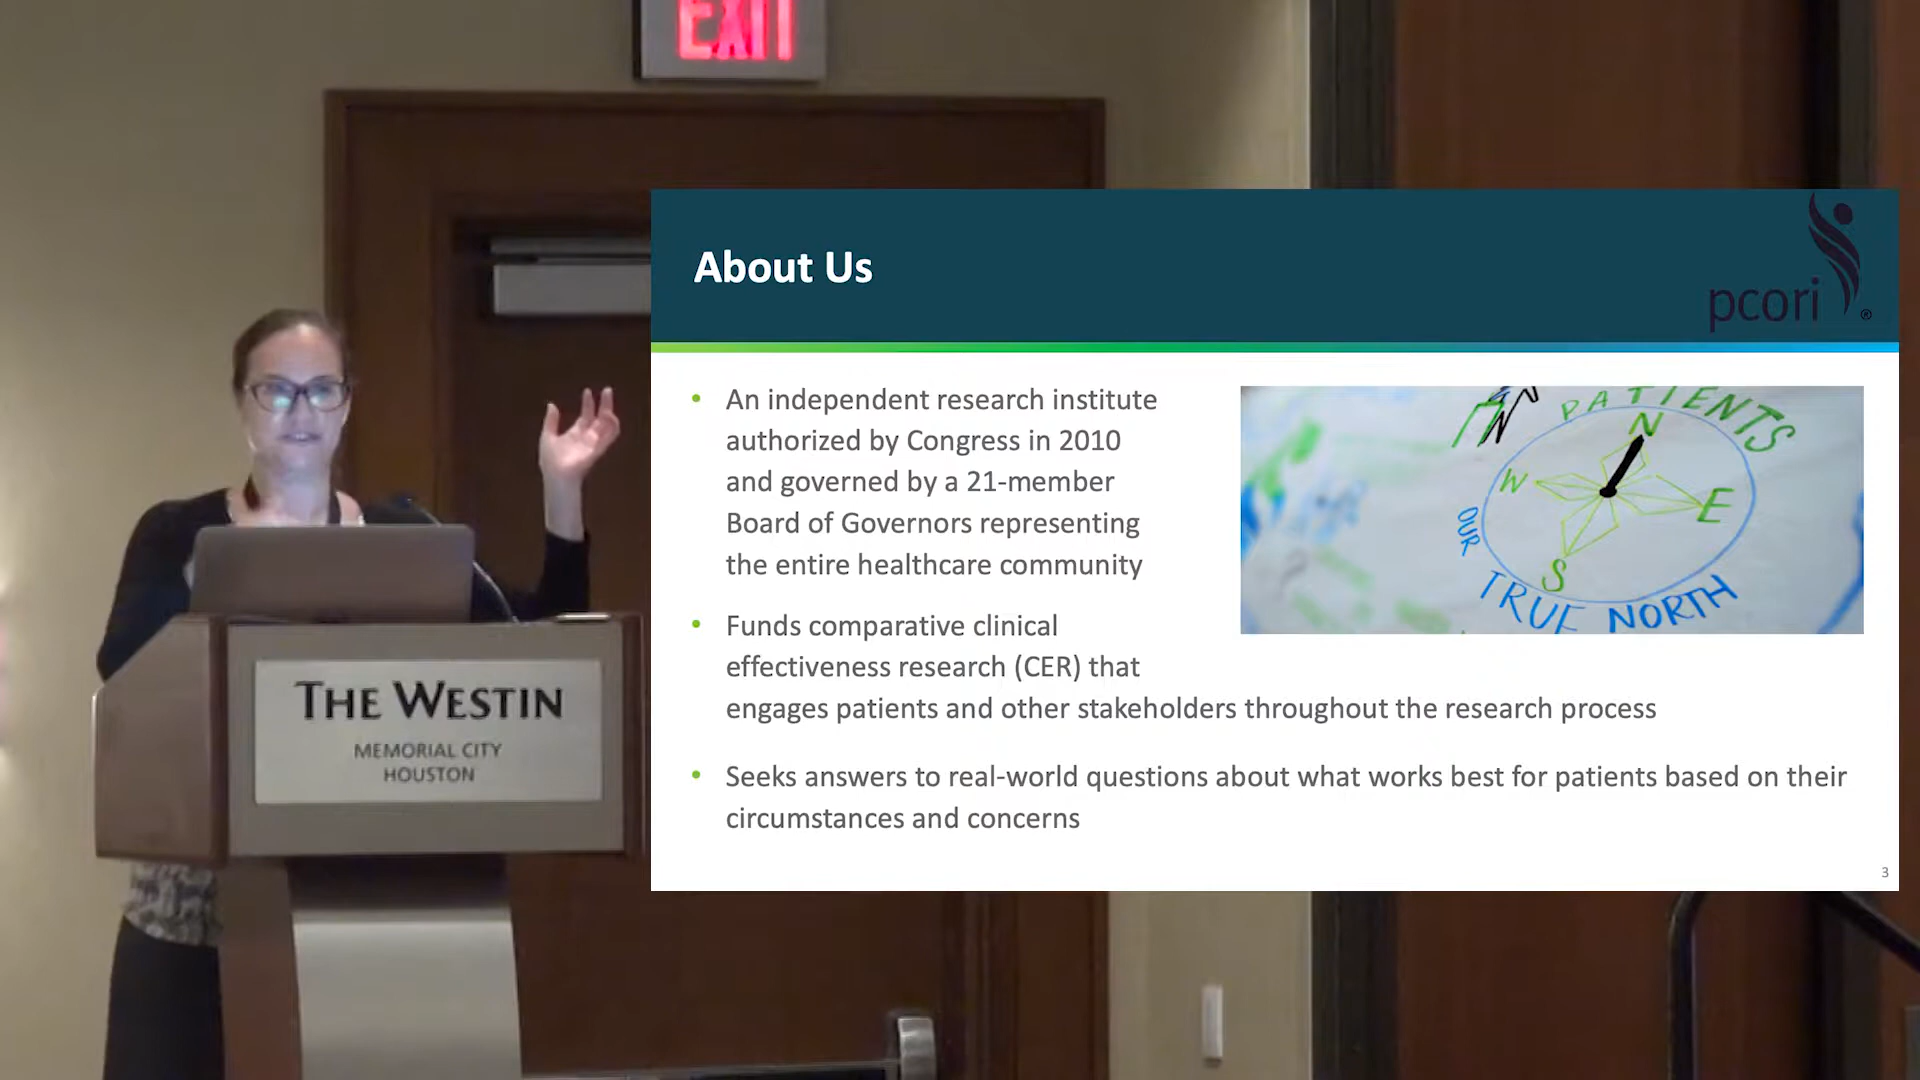 EXIT
About Us
pcori
®
• An independent research institute
authorized by Congress in 2010
and governed by a 21-member
Board of Governors representing
the entire healthcare community
• Funds comparative clinical
effectiveness research (CER) that
engages patients and other stakeholders throughout the research process
• Seeks answers to real-world questions about what works best for patients based on their
circumstances and concerns
PATIENTS
N
W
E
S
OUR
TRUE NORTH
3
THE WESTIN
MEMORIAL CITY
HOUSTON